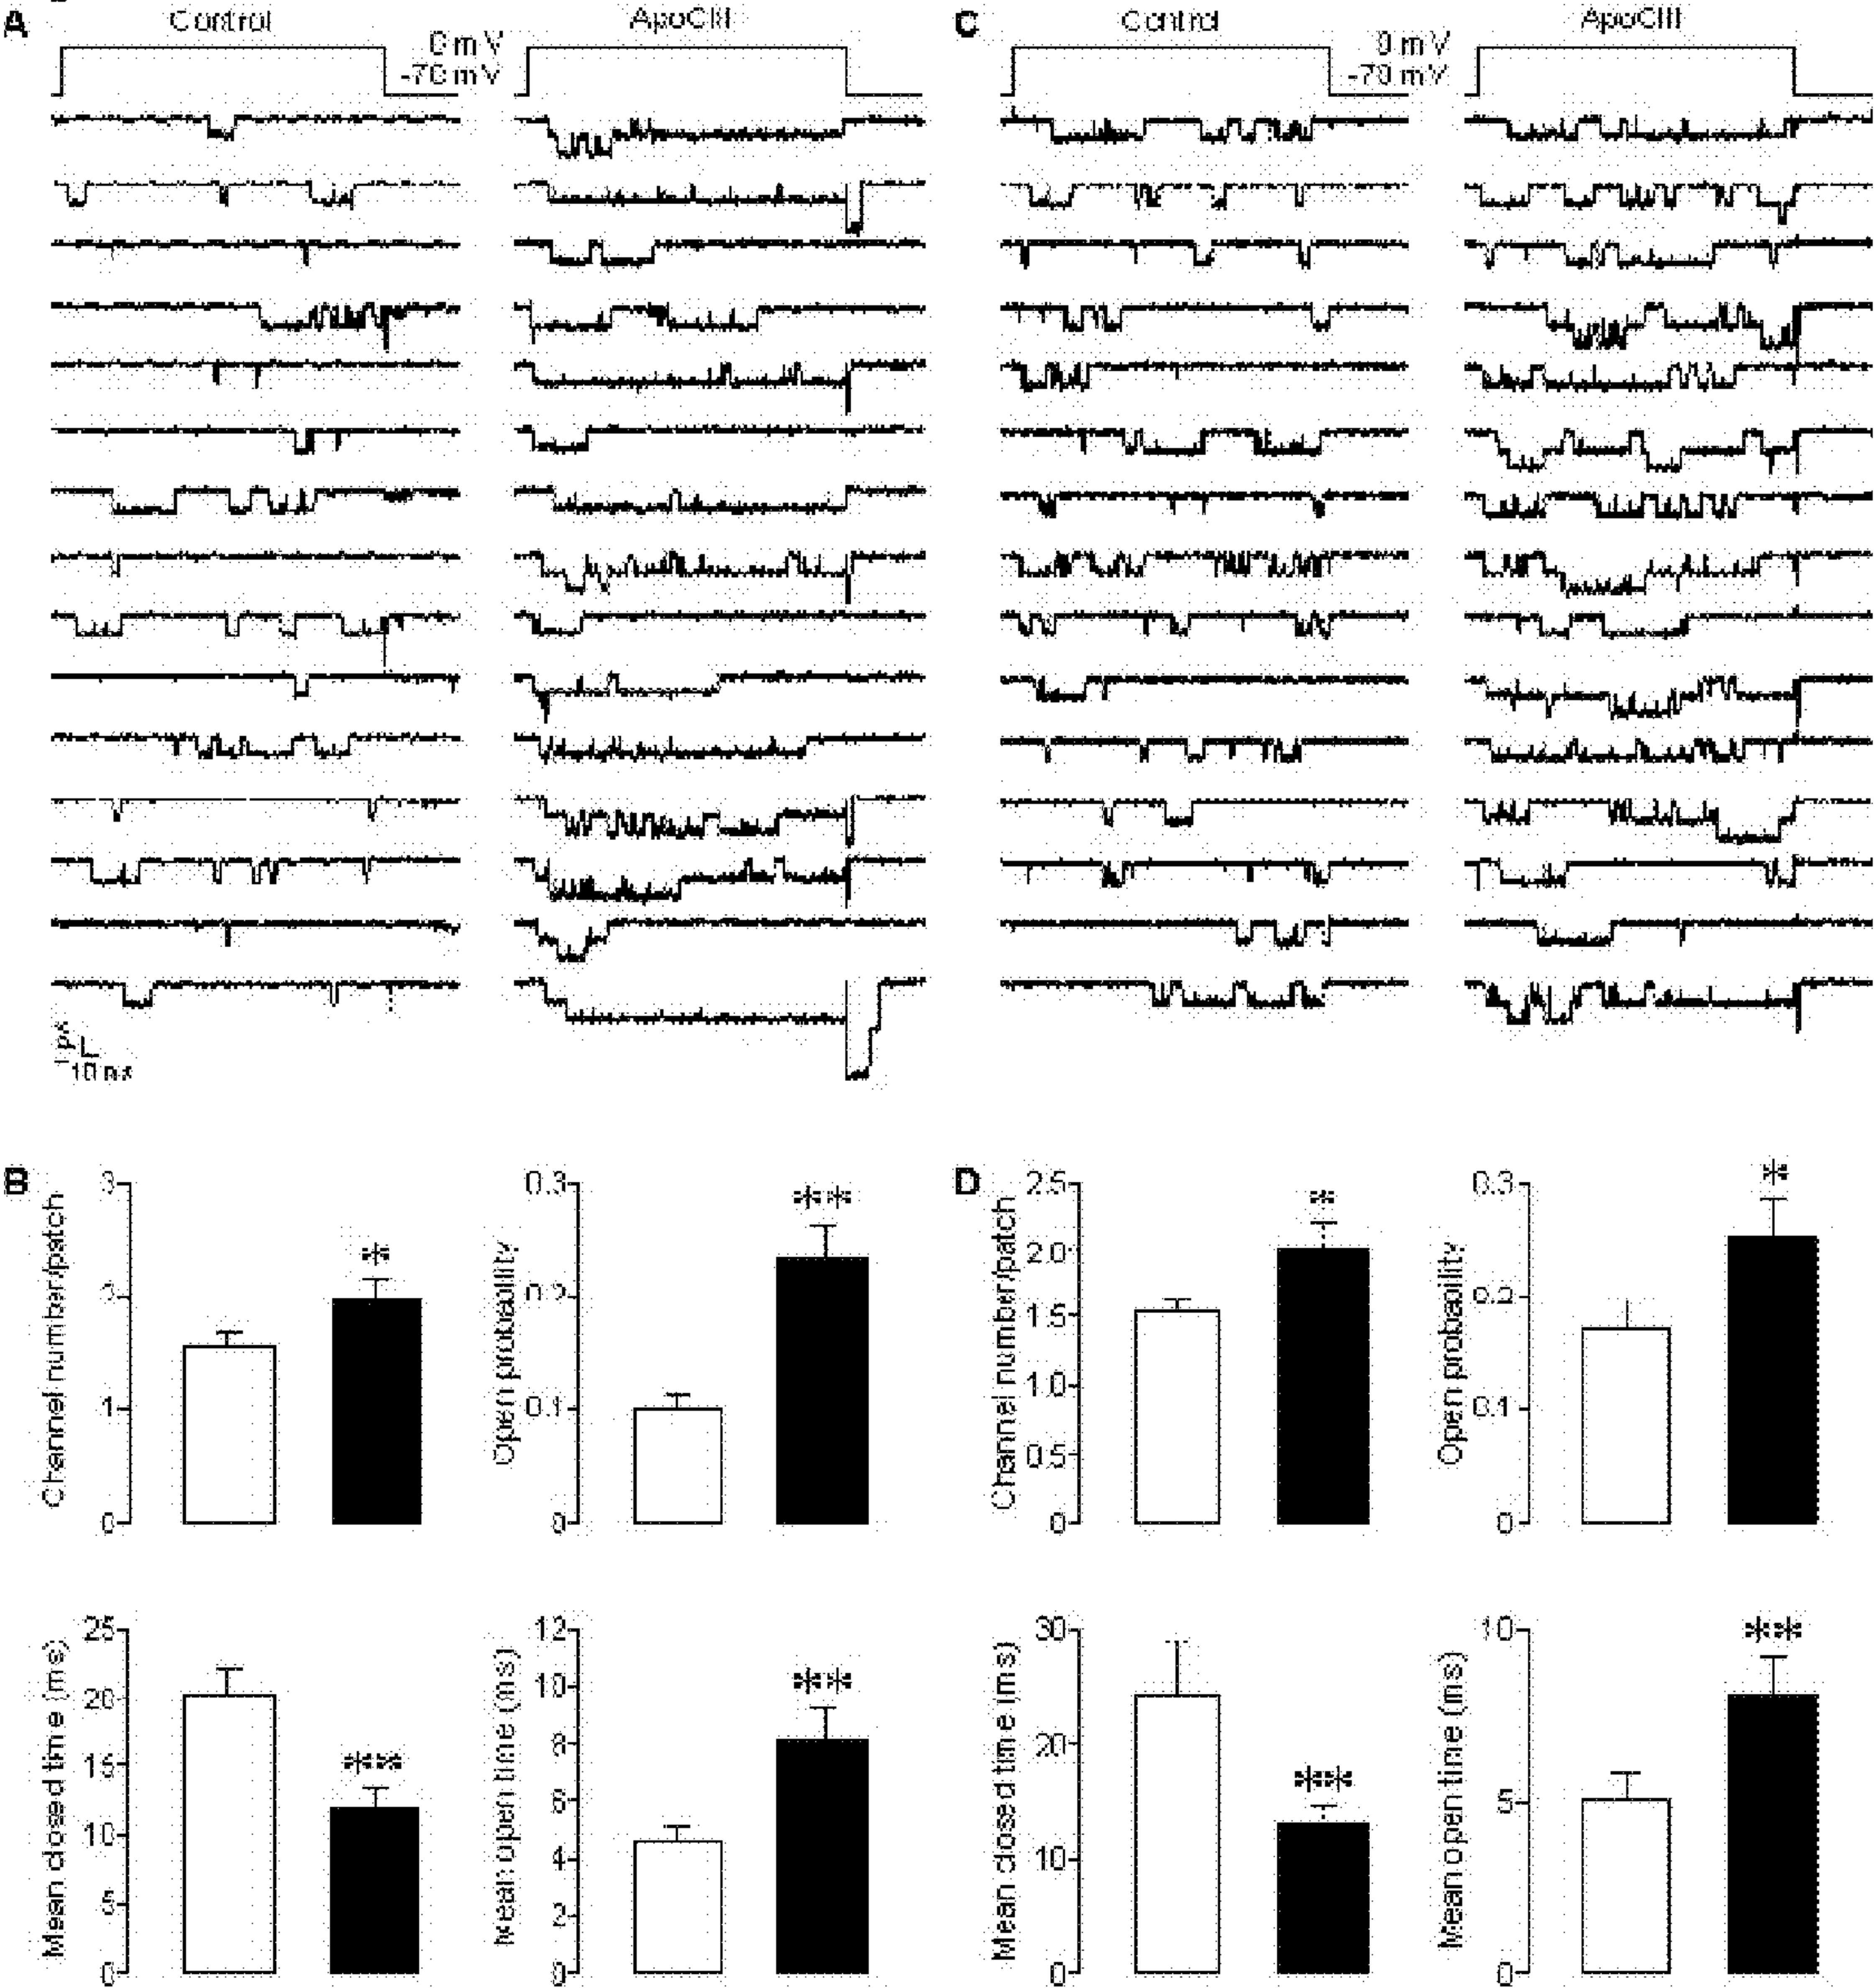 A
Control
0 mV
-70 mV
ApoCIII
C
Control
0 mV
-70 mV
ApoCIII
1 pA
10 ms
B
Channel number/patch
3
2
1
0
*
Open probability
0.3
0.2
0.1
0
**
D
Channel number/patch
2.5
2.0
1.5
1.0
0.5
0
*
Open probability
0.3
0.2
0.1
0
*
Mean closed time (ms)
25
20
15
10
5
0
**
Mean open time (ms)
12
10
8
6
4
2
0
**
Mean closed time (ms)
30
20
10
0
**
Mean open time (ms)
10
5
0
**